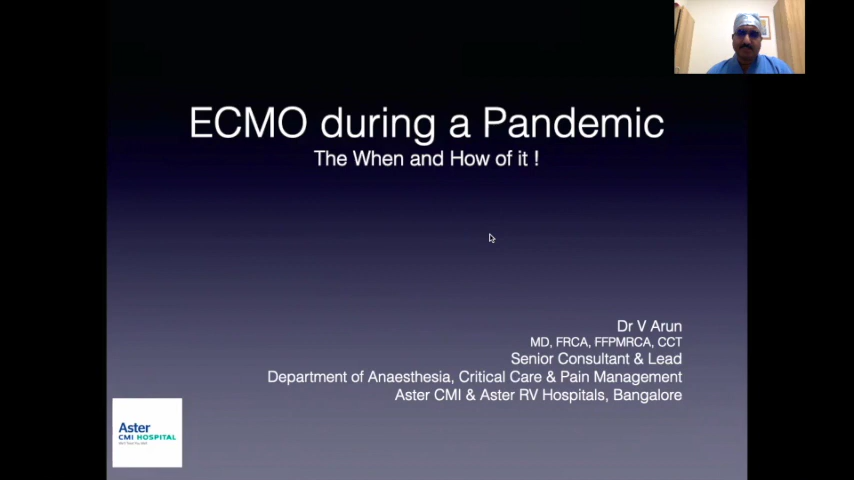 ECMO during a Pandemic
The When and How of it !
Dr V Arun
MD, FRCA, FFPMRCA, CCT
Senior Consultant & Lead
Department of Anaesthesia, Critical Care & Pain Management
Aster CMI & Aster RV Hospitals, Bangalore
Aster
CMI HOSPITAL